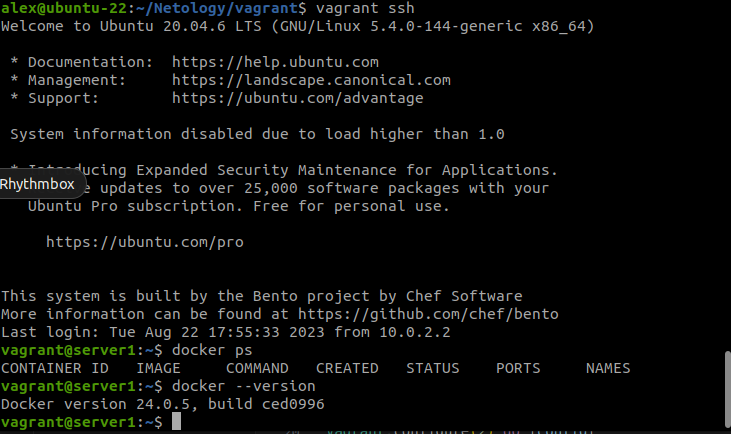 alex@ubuntu-22:~/Netology/vagrant$ vagrant ssh
Welcome to Ubuntu 20.04.6 LTS (GNU/Linux 5.4.0-144-generic x86_64)
* Documentation:  https://help.ubuntu.com
* Management:     https://landscape.canonical.com
* Support:        https://ubuntu.com/advantage
System information disabled due to load higher than 1.0
* Introducing Expanded Security Maintenance for Applications.
Rhythmbox
updates to over 25,000 software packages with your
Ubuntu Pro subscription. Free for personal use.
https://ubuntu.com/pro
This system is built by the Bento project by Chef Software
More information can be found at https://github.com/chef/bento
Last login: Tue Aug 22 17:55:33 2023 from 10.0.2.2
vagrant@server1:~$ docker ps
CONTAINER ID   IMAGE     COMMAND   CREATED   STATUS    PORTS     NAMES
vagrant@server1:~$ docker --version
Docker version 24.0.5, build ced0996
vagrant@server1:~$